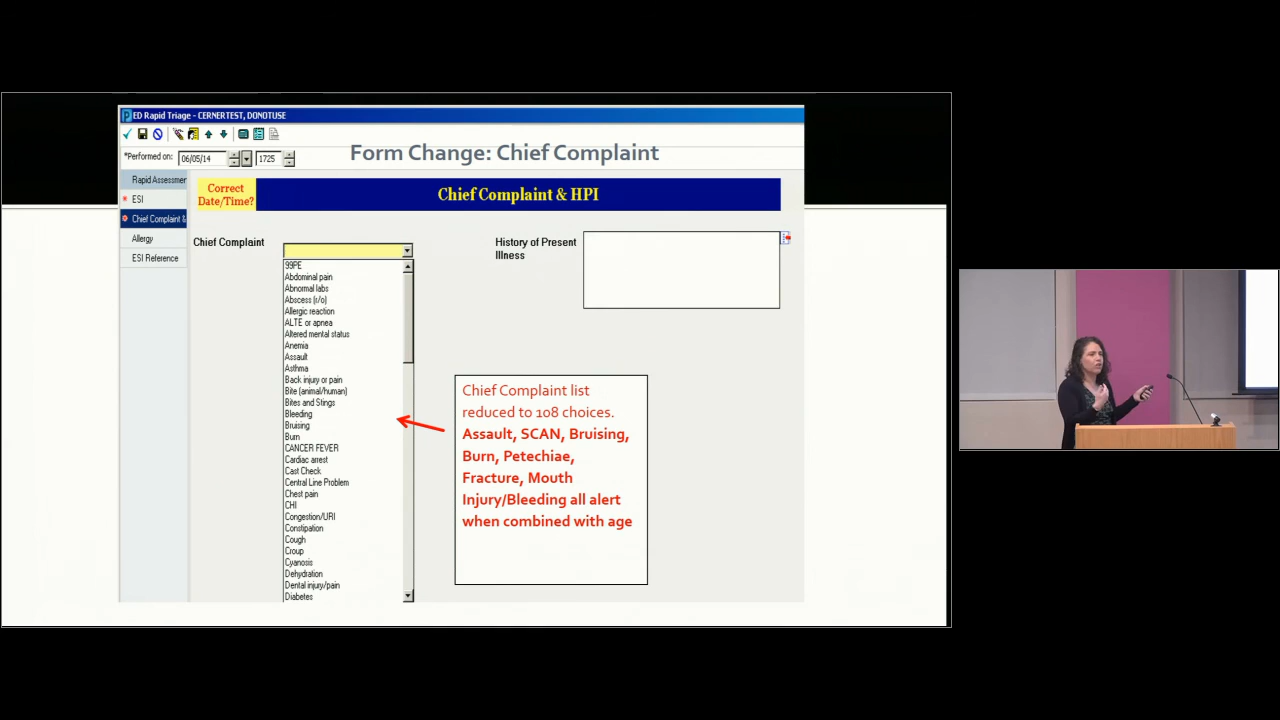 ED Rapid Triage - CERNERTEST, DONOTUSE
*Performed on:
06/05/14
1725
Form Change: Chief Complaint
Rapid Assessmen
ESI
Chief Complaint &
Allergy
ESI Reference
Correct
Date/Time?
Chief Complaint & HPI
Chief Complaint
99PE
Abdominal pain
Abnormal labs
Abscess (r/o)
Allergic reaction
ALTE or apnea
Altered mental status
Anemia
Assault
Asthma
Back injury or pain
Bite (animal/human)
Bites and Stings
Bleeding
Bruising
Burn
CANCER FEVER
Cardiac arrest
Cast Check
Central Line Problem
Chest pain
CHI
Congestion/URI
Constipation
Cough
Croup
Cyanosis
Dehydration
Dental injury/pain
Diabetes
History of Present
Illness
Chief Complaint list
reduced to 108 choices.
Assault, SCAN, Bruising,
Burn, Petechiae,
Fracture, Mouth
Injury/Bleeding all alert
when combined with age